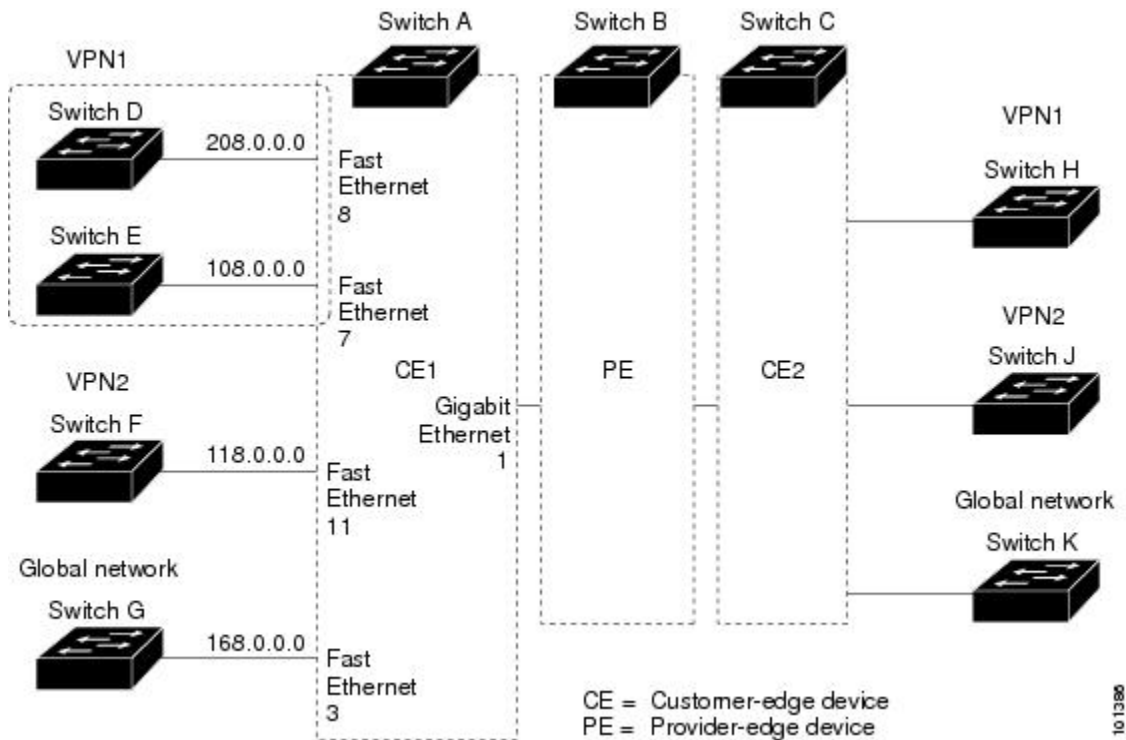 Switch A
Switch B
Switch C
VPN1
Switch D
208.0.0.0
Fast
Ethernet
8
Switch E
108.0.0.0
Fast
Ethernet
7
VPN2
Switch F
118.0.0.0
Fast
Ethernet
11
Global network
Switch G
168.0.0.0
Fast
Ethernet
3
CE1
Gigabit
Ethernet
1
PE
CE2
VPN1
Switch H
VPN2
Switch J
Global network
Switch K
CE = Customer-edge device
PE = Provider-edge device
101386